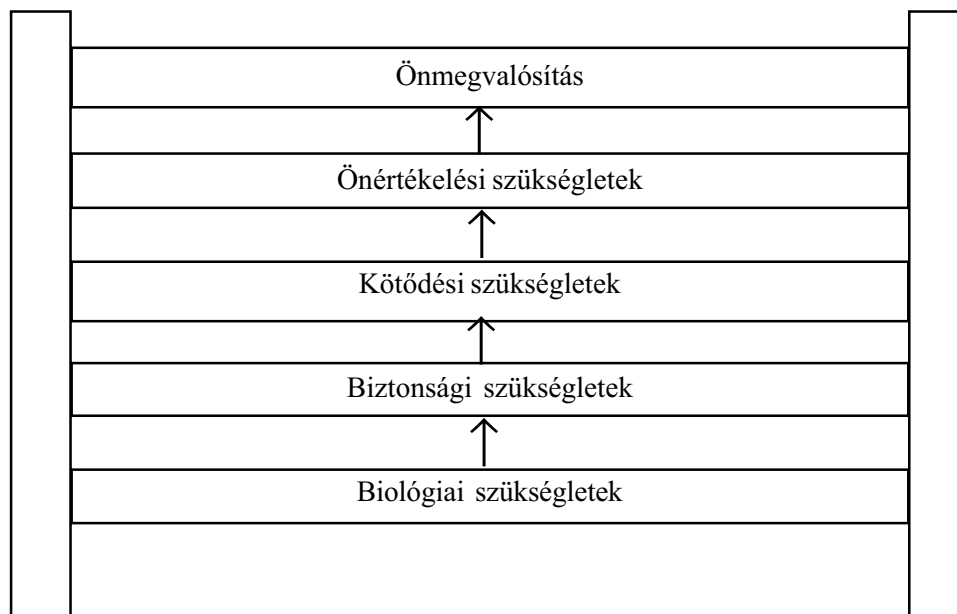 Önmegvalósítás
Önértékelési szükségletek
Kötődési szükségletek
Biztonsági szükségletek
Biológiai szükségletek